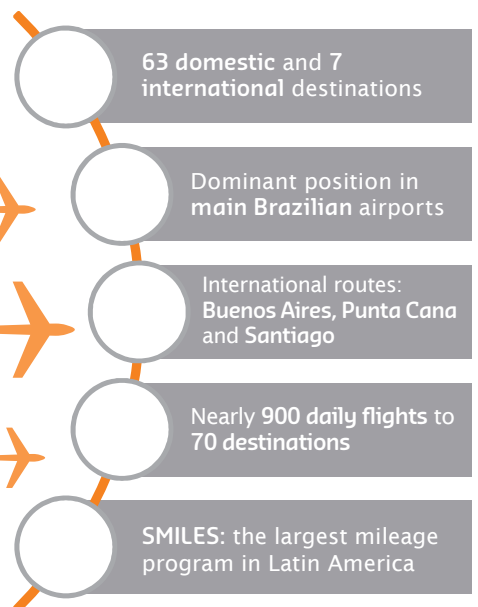 63 domestic and 7
international destinations
Dominant position in
main Brazilian airports
International routes:
Buenos Aires, Punta Cana
and Santiago
Nearly 900 daily flights to
70 destinations
SMILES: the largest mileage
program in Latin America